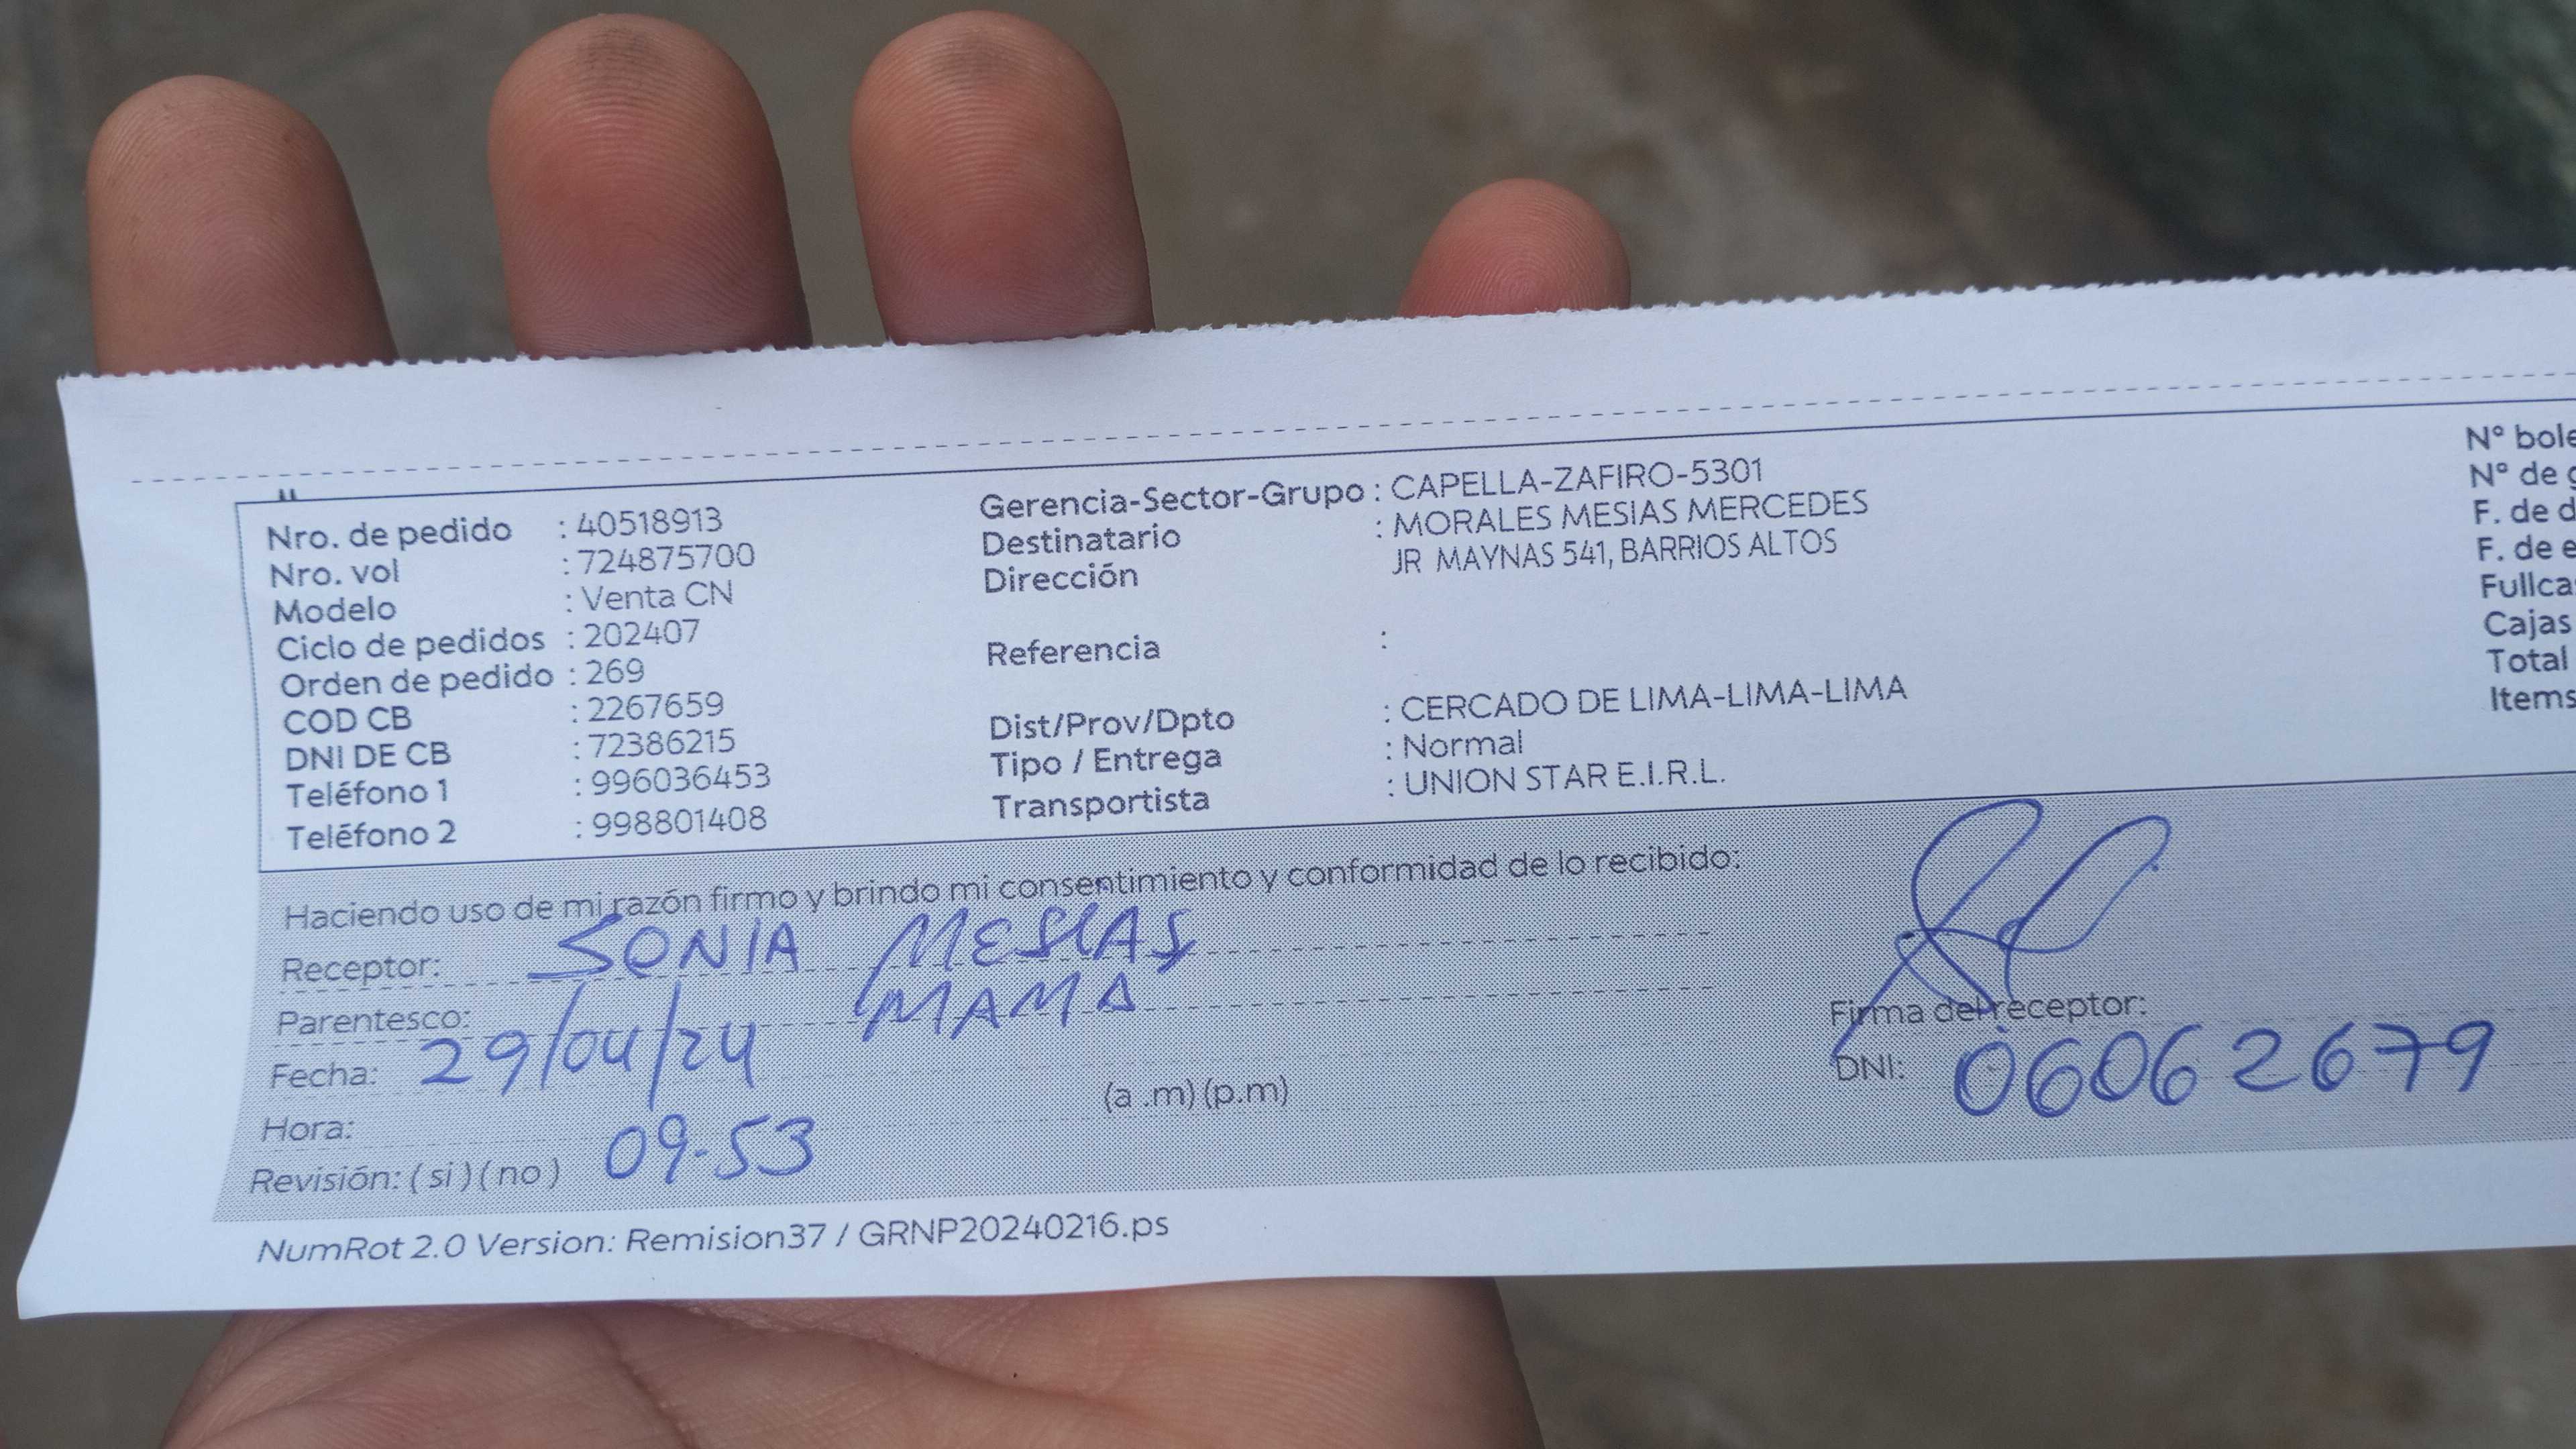 Nro. de pedido : 40518913
Nro. vol : 724875700
Modelo : Venta CN
Ciclo de pedidos : 202407
Orden de pedido : 269
COD CB : 2267659
DNI DE CB : 72386215
Teléfono 1 : 996036453
Teléfono 2 : 998801408
Gerencia-Sector-Grupo : CAPELLA-ZAFIRO-5301
Destinatario : MORALES MESIAS MERCEDES
Dirección JR MAYNAS 541, BARRIOS ALTOS
Referencia :
Dist/Prov/Dpto : CERCADO DE LIMA-LIMA-LIMA
Tipo / Entrega : Normal
Transportista : UNION STAR E.I.R.L.
N° bole
N° de g
F. de d
F. de e
Fullca
Cajas
Total
Items
Haciendo uso de mi razón firmo y brindo mi consentimiento y conformidad de lo recibido:
Receptor: SONIA MESIAS
Parentesco: MAMA
Fecha: 29/04/24
Hora: 09-53 (a .m) (p.m)
Revisión: ( si ) ( no )
Firma del receptor:
DNI: 06062679
NumRot 2.0 Version: Remision37 / GRNP20240216.ps